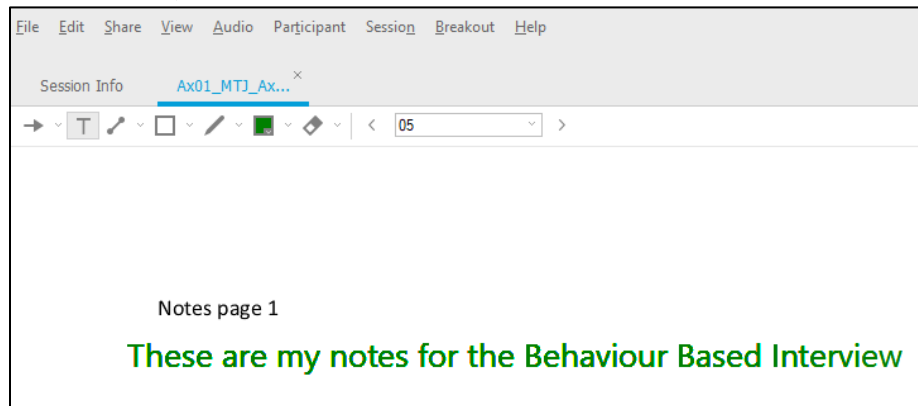 File Edit Share View Audio Participant Session Breakout Help
Session Info Ax01_MTJ_Ax...
T 05
Notes page 1
These are my notes for the Behaviour Based Interview